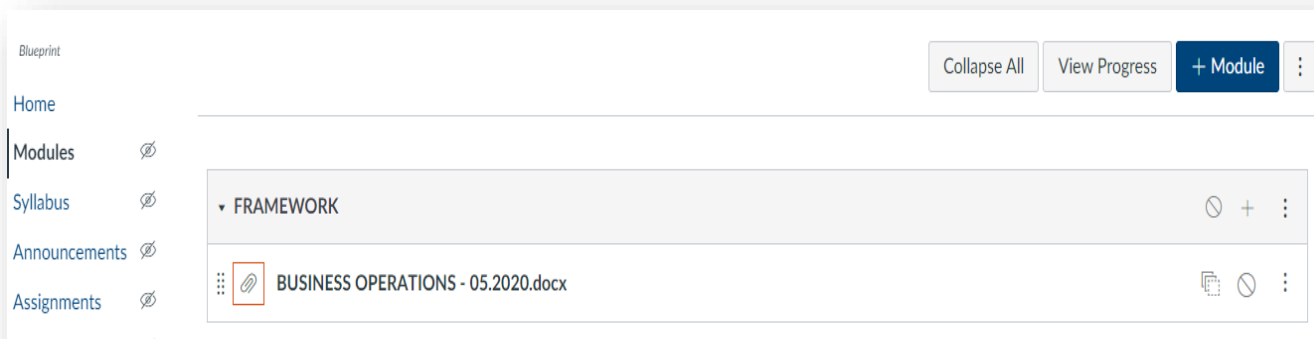 Blueprint
Collapse All
View Progress
+ Module
Home
Modules
Syllabus
Announcements
Assignments
FRAMEWORK
BUSINESS OPERATIONS - 05.2020.docx